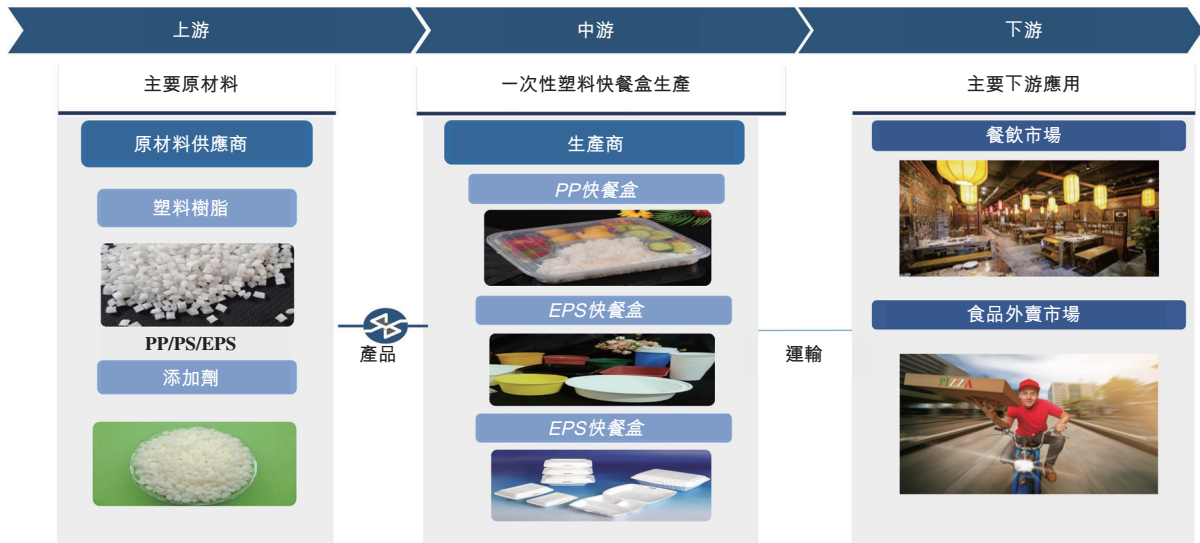 上游
中游
下游
主要原材料
一次性塑料快餐盒生產
主要下游應用
原材料供應商
塑料樹脂
PP/PS/EPS
添加劑
產品
生產商
PP快餐盒
EPS快餐盒
EPS快餐盒
運輸
餐飲市場
食品外賣市場
PIZZA